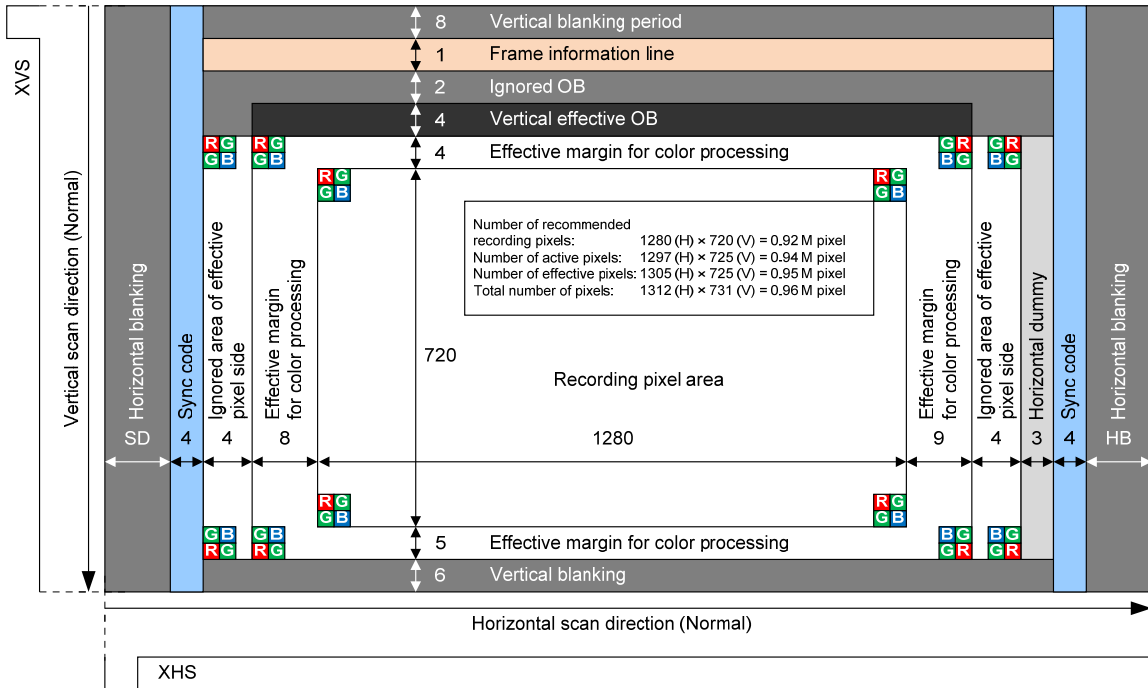 XVS
8 Vertical blanking period
1 Frame information line
2 Ignored OB
4 Vertical effective OB
4 Effective margin for color processing
R G R G G R G R
G B G B B G B G
R G R G
G B G B
Number of recommended
recording pixels: 1280 (H) × 720 (V) = 0.92 M pixel
Number of active pixels: 1297 (H) × 725 (V) = 0.94 M pixel
Number of effective pixels: 1305 (H) × 725 (V) = 0.95 M pixel
Total number of pixels: 1312 (H) × 731 (V) = 0.96 M pixel
Vertical scan direction (Normal)
Horizontal blanking
SD
Sync code
4
Ignored area of effective
pixel side
4
Effective margin
for color processing
8
720
Recording pixel area
1280
Effective margin
for color processing
9
Ignored area of effective
pixel side
4
Horizontal dummy
3
Sync code
4
Horizontal blanking
HB
R G R G
G B G B
G B G B B G B G
R G R G G R G R
5 Effective margin for color processing
6 Vertical blanking
Horizontal scan direction (Normal)
XHS